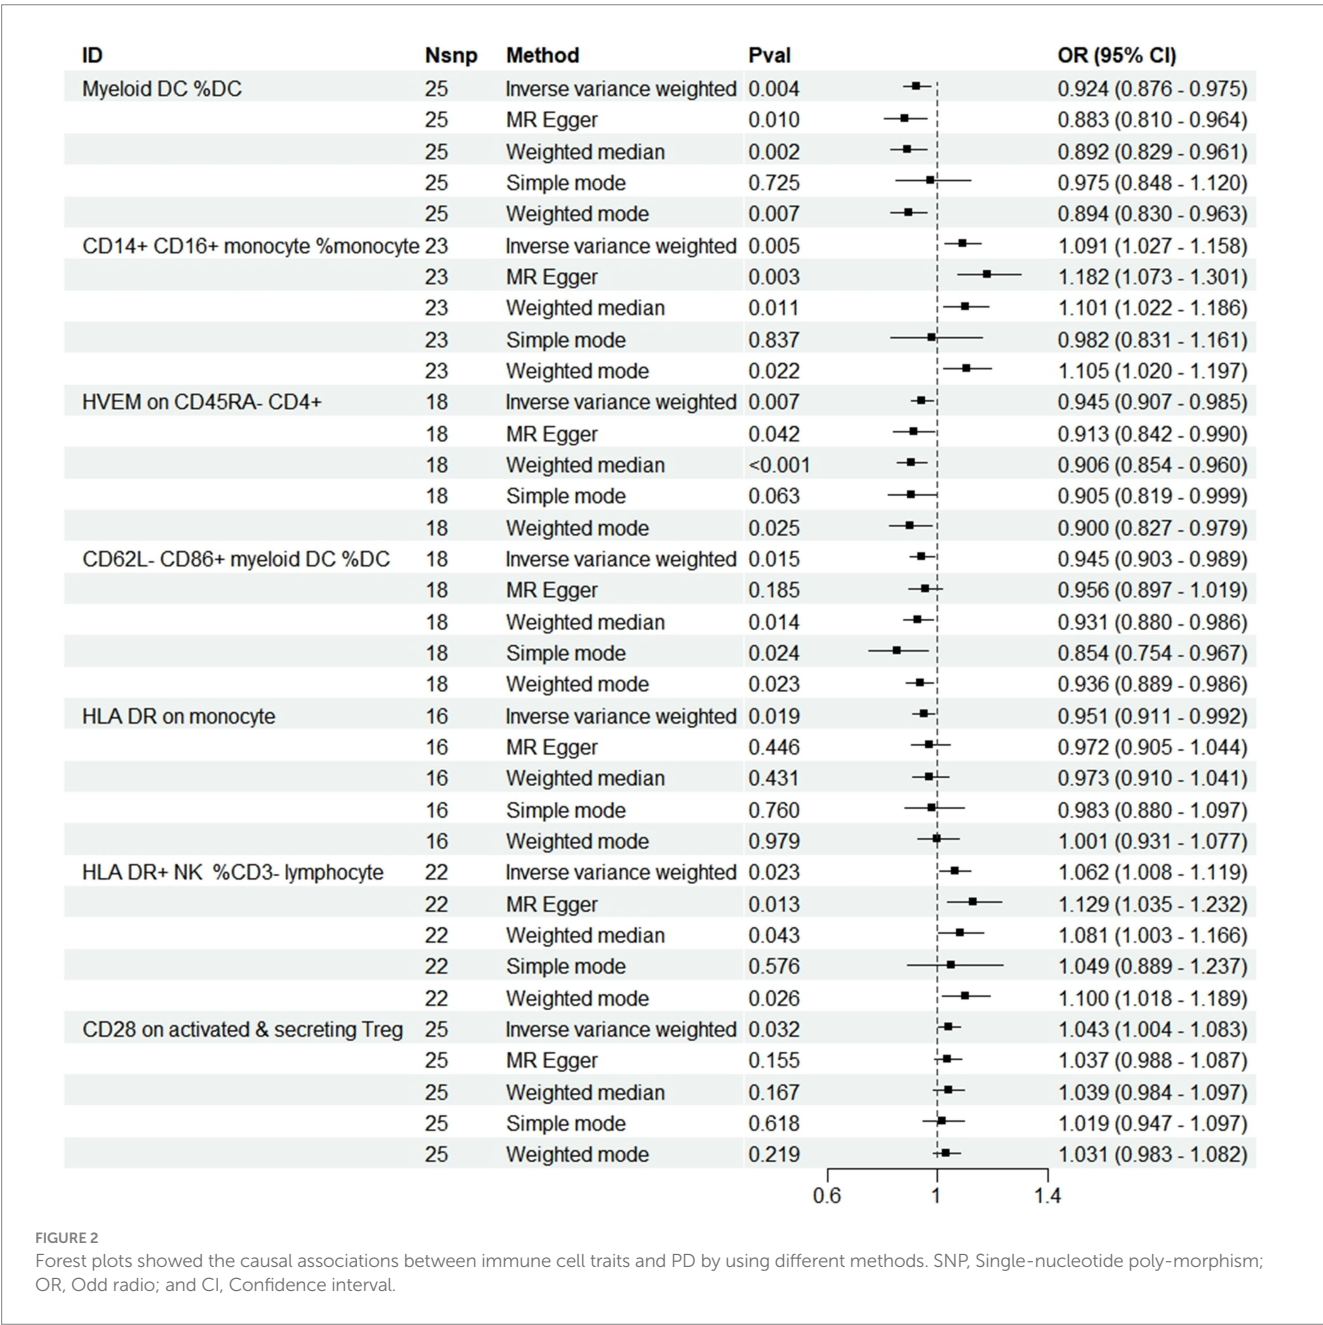 ID Nsnp Method Pval OR (95% CI)
Myeloid DC %DC 25 Inverse variance weighted 0.004 0.924 (0.876 - 0.975)
25 MR Egger 0.010 0.883 (0.810 - 0.964)
25 Weighted median 0.002 0.892 (0.829 - 0.961)
25 Simple mode 0.725 0.975 (0.848 - 1.120)
25 Weighted mode 0.007 0.894 (0.830 - 0.963)
CD14+ CD16+ monocyte %monocyte 23 Inverse variance weighted 0.005 1.091 (1.027 - 1.158)
23 MR Egger 0.003 1.182 (1.073 - 1.301)
23 Weighted median 0.011 1.101 (1.022 - 1.186)
23 Simple mode 0.837 0.982 (0.831 - 1.161)
23 Weighted mode 0.022 1.105 (1.020 - 1.197)
HVEM on CD45RA- CD4+ 18 Inverse variance weighted 0.007 0.945 (0.907 - 0.985)
18 MR Egger 0.042 0.913 (0.842 - 0.990)
18 Weighted median <0.001 0.906 (0.854 - 0.960)
18 Simple mode 0.063 0.905 (0.819 - 0.999)
18 Weighted mode 0.025 0.900 (0.827 - 0.979)
CD62L- CD86+ myeloid DC %DC 18 Inverse variance weighted 0.015 0.945 (0.903 - 0.989)
18 MR Egger 0.185 0.956 (0.897 - 1.019)
18 Weighted median 0.014 0.931 (0.880 - 0.986)
18 Simple mode 0.024 0.854 (0.754 - 0.967)
18 Weighted mode 0.023 0.936 (0.889 - 0.986)
HLA DR on monocyte 16 Inverse variance weighted 0.019 0.951 (0.911 - 0.992)
16 MR Egger 0.446 0.972 (0.905 - 1.044)
16 Weighted median 0.431 0.973 (0.910 - 1.041)
16 Simple mode 0.760 0.983 (0.880 - 1.097)
16 Weighted mode 0.979 1.001 (0.931 - 1.077)
HLA DR+ NK %CD3- lymphocyte 22 Inverse variance weighted 0.023 1.062 (1.008 - 1.119)
22 MR Egger 0.013 1.129 (1.035 - 1.232)
22 Weighted median 0.043 1.081 (1.003 - 1.166)
22 Simple mode 0.576 1.049 (0.889 - 1.237)
22 Weighted mode 0.026 1.100 (1.018 - 1.189)
CD28 on activated & secreting Treg 25 Inverse variance weighted 0.032 1.043 (1.004 - 1.083)
25 MR Egger 0.155 1.037 (0.988 - 1.087)
25 Weighted median 0.167 1.039 (0.984 - 1.097)
25 Simple mode 0.618 1.019 (0.947 - 1.097)
25 Weighted mode 0.219 1.031 (0.983 - 1.082)
0.6 1 1.4
FIGURE 2
Forest plots showed the causal associations between immune cell traits and PD by using different methods. SNP, Single-nucleotide poly-morphism;
OR, Odd radio; and CI, Confidence interval.